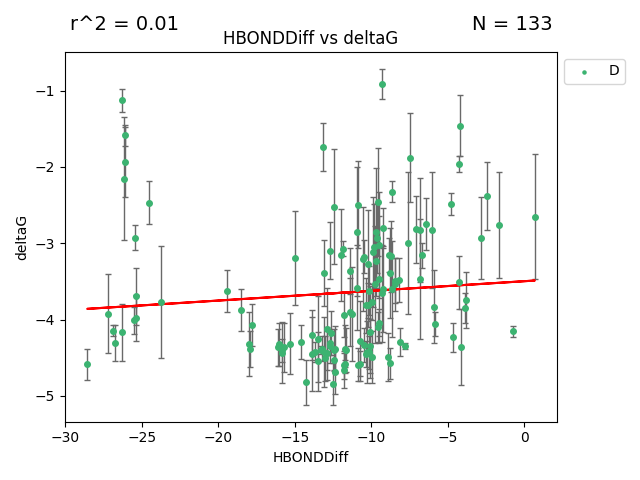 r^2 = 0.01 N = 133
HBONDDiff vs deltaG
D
deltaG
−1
−2
−3
−4
−5
−30 −25 −20 −15 −10 −5 0
HBONDDiff